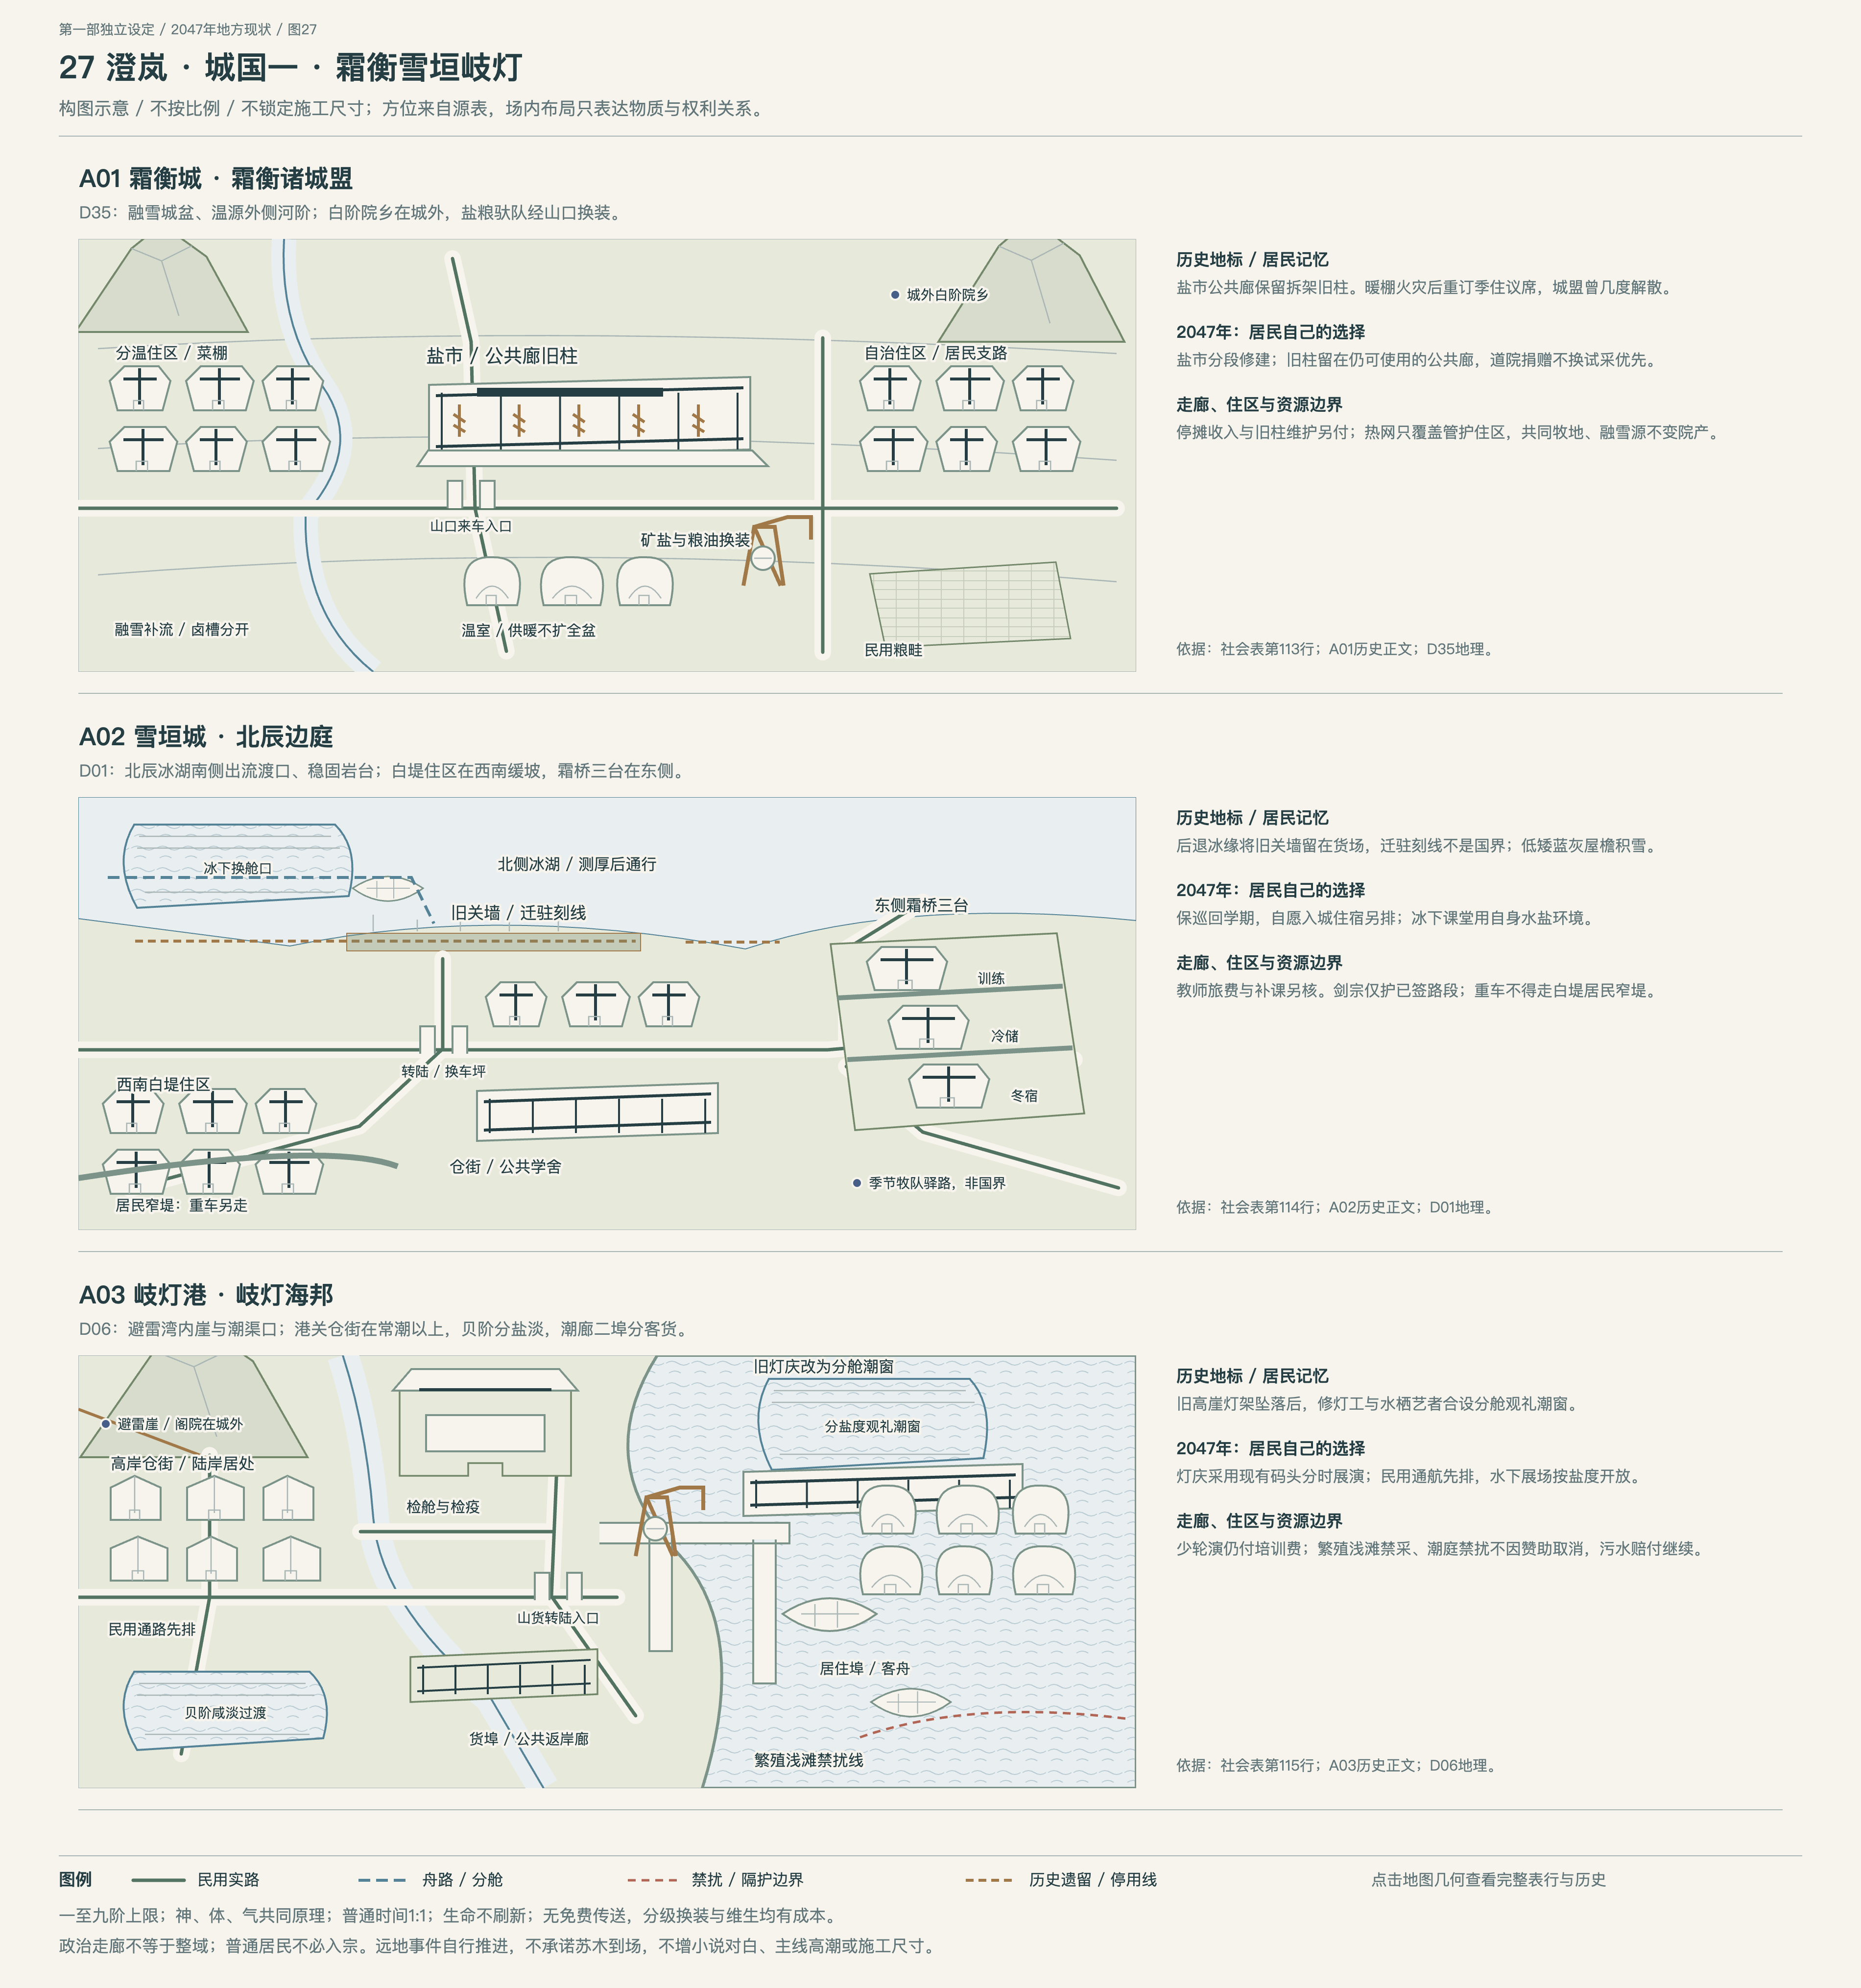 第一部独立设定 / 2047年地方现状 / 图27
27 澄岚 · 城国一 · 霜衡雪垣岐灯
构图示意 / 不按比例 / 不锁定施工尺寸；方位来自源表，场内布局只表达物质与权利关系。
A01 霜衡城 · 霜衡诸城盟
D35：融雪城盆、温源外侧河阶；白阶院乡在城外，盐粮驮队经山口换装。
城外白阶院乡
分温住区 / 菜棚
盐市 / 公共廊旧柱
自治住区 / 居民支路
山口来车入口
矿盐与粮油换装
融雪补流 / 卤槽分开
温室 / 供暖不扩全盆
民用粮畦
历史地标 / 居民记忆
盐市公共廊保留拆架旧柱。暖棚火灾后重订季住议席，城盟曾几度解散。
2047年：居民自己的选择
盐市分段修建；旧柱留在仍可使用的公共廊，道院捐赠不换试采优先。
走廊、住区与资源边界
停摊收入与旧柱维护另付；热网只覆盖管护住区，共同牧地、融雪源不变院产。
依据：社会表第113行；A01历史正文；D35地理。
A02 雪垣城 · 北辰边庭
D01：北辰冰湖南侧出流渡口、稳固岩台；白堤住区在西南缓坡，霜桥三台在东侧。
冰下换舱口
北侧冰湖 / 测厚后通行
旧关墙 / 迁驻刻线
东侧霜桥三台
训练
冷储
冬宿
转陆 / 换车坪
西南白堤住区
仓街 / 公共学舍
居民窄堤：重车另走
季节牧队驿路，非国界
历史地标 / 居民记忆
后退冰缘将旧关墙留在货场，迁驻刻线不是国界；低矮蓝灰屋檐积雪。
2047年：居民自己的选择
保巡回学期，自愿入城住宿另排；冰下课堂用自身水盐环境。
走廊、住区与资源边界
教师旅费与补课另核。剑宗仅护已签路段；重车不得走白堤居民窄堤。
依据：社会表第114行；A02历史正文；D01地理。
A03 岐灯港 · 岐灯海邦
D06：避雷湾内崖与潮渠口；港关仓街在常潮以上，贝阶分盐淡，潮廊二埠分客货。
旧灯庆改为分舱潮窗
避雷崖 / 阁院在城外
分盐度观礼潮窗
高岸仓街 / 陆岸居处
检舱与检疫
山货转陆入口
民用通路先排
居住埠 / 客舟
贝阶咸淡过渡
货埠 / 公共返岸廊
繁殖浅滩禁扰线
历史地标 / 居民记忆
旧高崖灯架坠落后，修灯工与水栖艺者合设分舱观礼潮窗。
2047年：居民自己的选择
灯庆采用现有码头分时展演；民用通航先排，水下展场按盐度开放。
走廊、住区与资源边界
少轮演仍付培训费；繁殖浅滩禁采、潮庭禁扰不因赞助取消，污水赔付继续。
依据：社会表第115行；A03历史正文；D06地理。
图例 民用实路 舟路 / 分舱 禁扰 / 隔护边界 历史遗留 / 停用线 点击地图几何查看完整表行与历史
一至九阶上限；神、体、气共同原理；普通时间1:1；生命不刷新；无免费传送，分级换装与维生均有成本。
政治走廊不等于整域；普通居民不必入宗。远地事件自行推进，不承诺苏木到场，不增小说对白、主线高潮或施工尺寸。